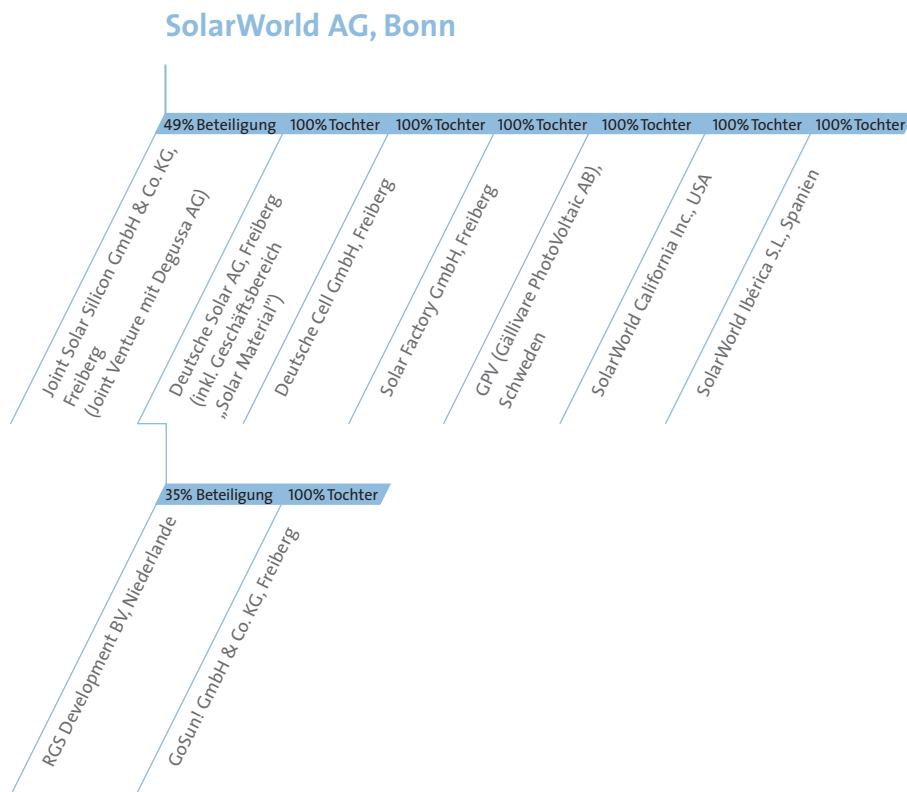 SolarWorld AG, Bonn
49% Beteiligung
100% Tochter
100% Tochter
100% Tochter
100% Tochter
100% Tochter
100% Tochter
Joint Solar Silicon GmbH & Co. KG,
Freiberg
(Joint Venture mit Degussa AG)
Deutsche Solar AG, Freiberg
(inkl. Geschäftsbereich
„Solar Material”)
Deutsche Cell GmbH, Freiberg
Solar Factory GmbH, Freiberg
GPV (Gällivare PhotoVoltaic AB),
Schweden
SolarWorld California Inc., USA
SolarWorld Ibérica S.L., Spanien
35% Beteiligung
100% Tochter
RGS Development BV, Niederlande
GoSun! GmbH & Co. KG, Freiberg